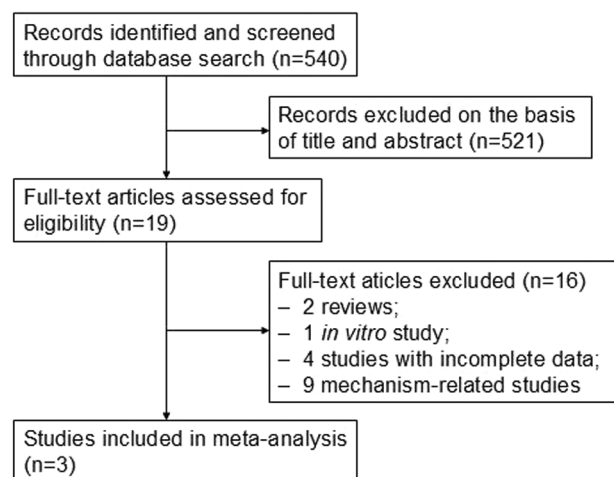 Records identified and screened
through database search (n=540)
Records excluded on the basis
of title and abstract (n=521)
Full-text articles assessed for
eligibility (n=19)
Full-text aticles excluded (n=16)
– 2 reviews;
– 1 in vitro study;
– 4 studies with incomplete data;
– 9 mechanism-related studies
Studies included in meta-analysis
(n=3)